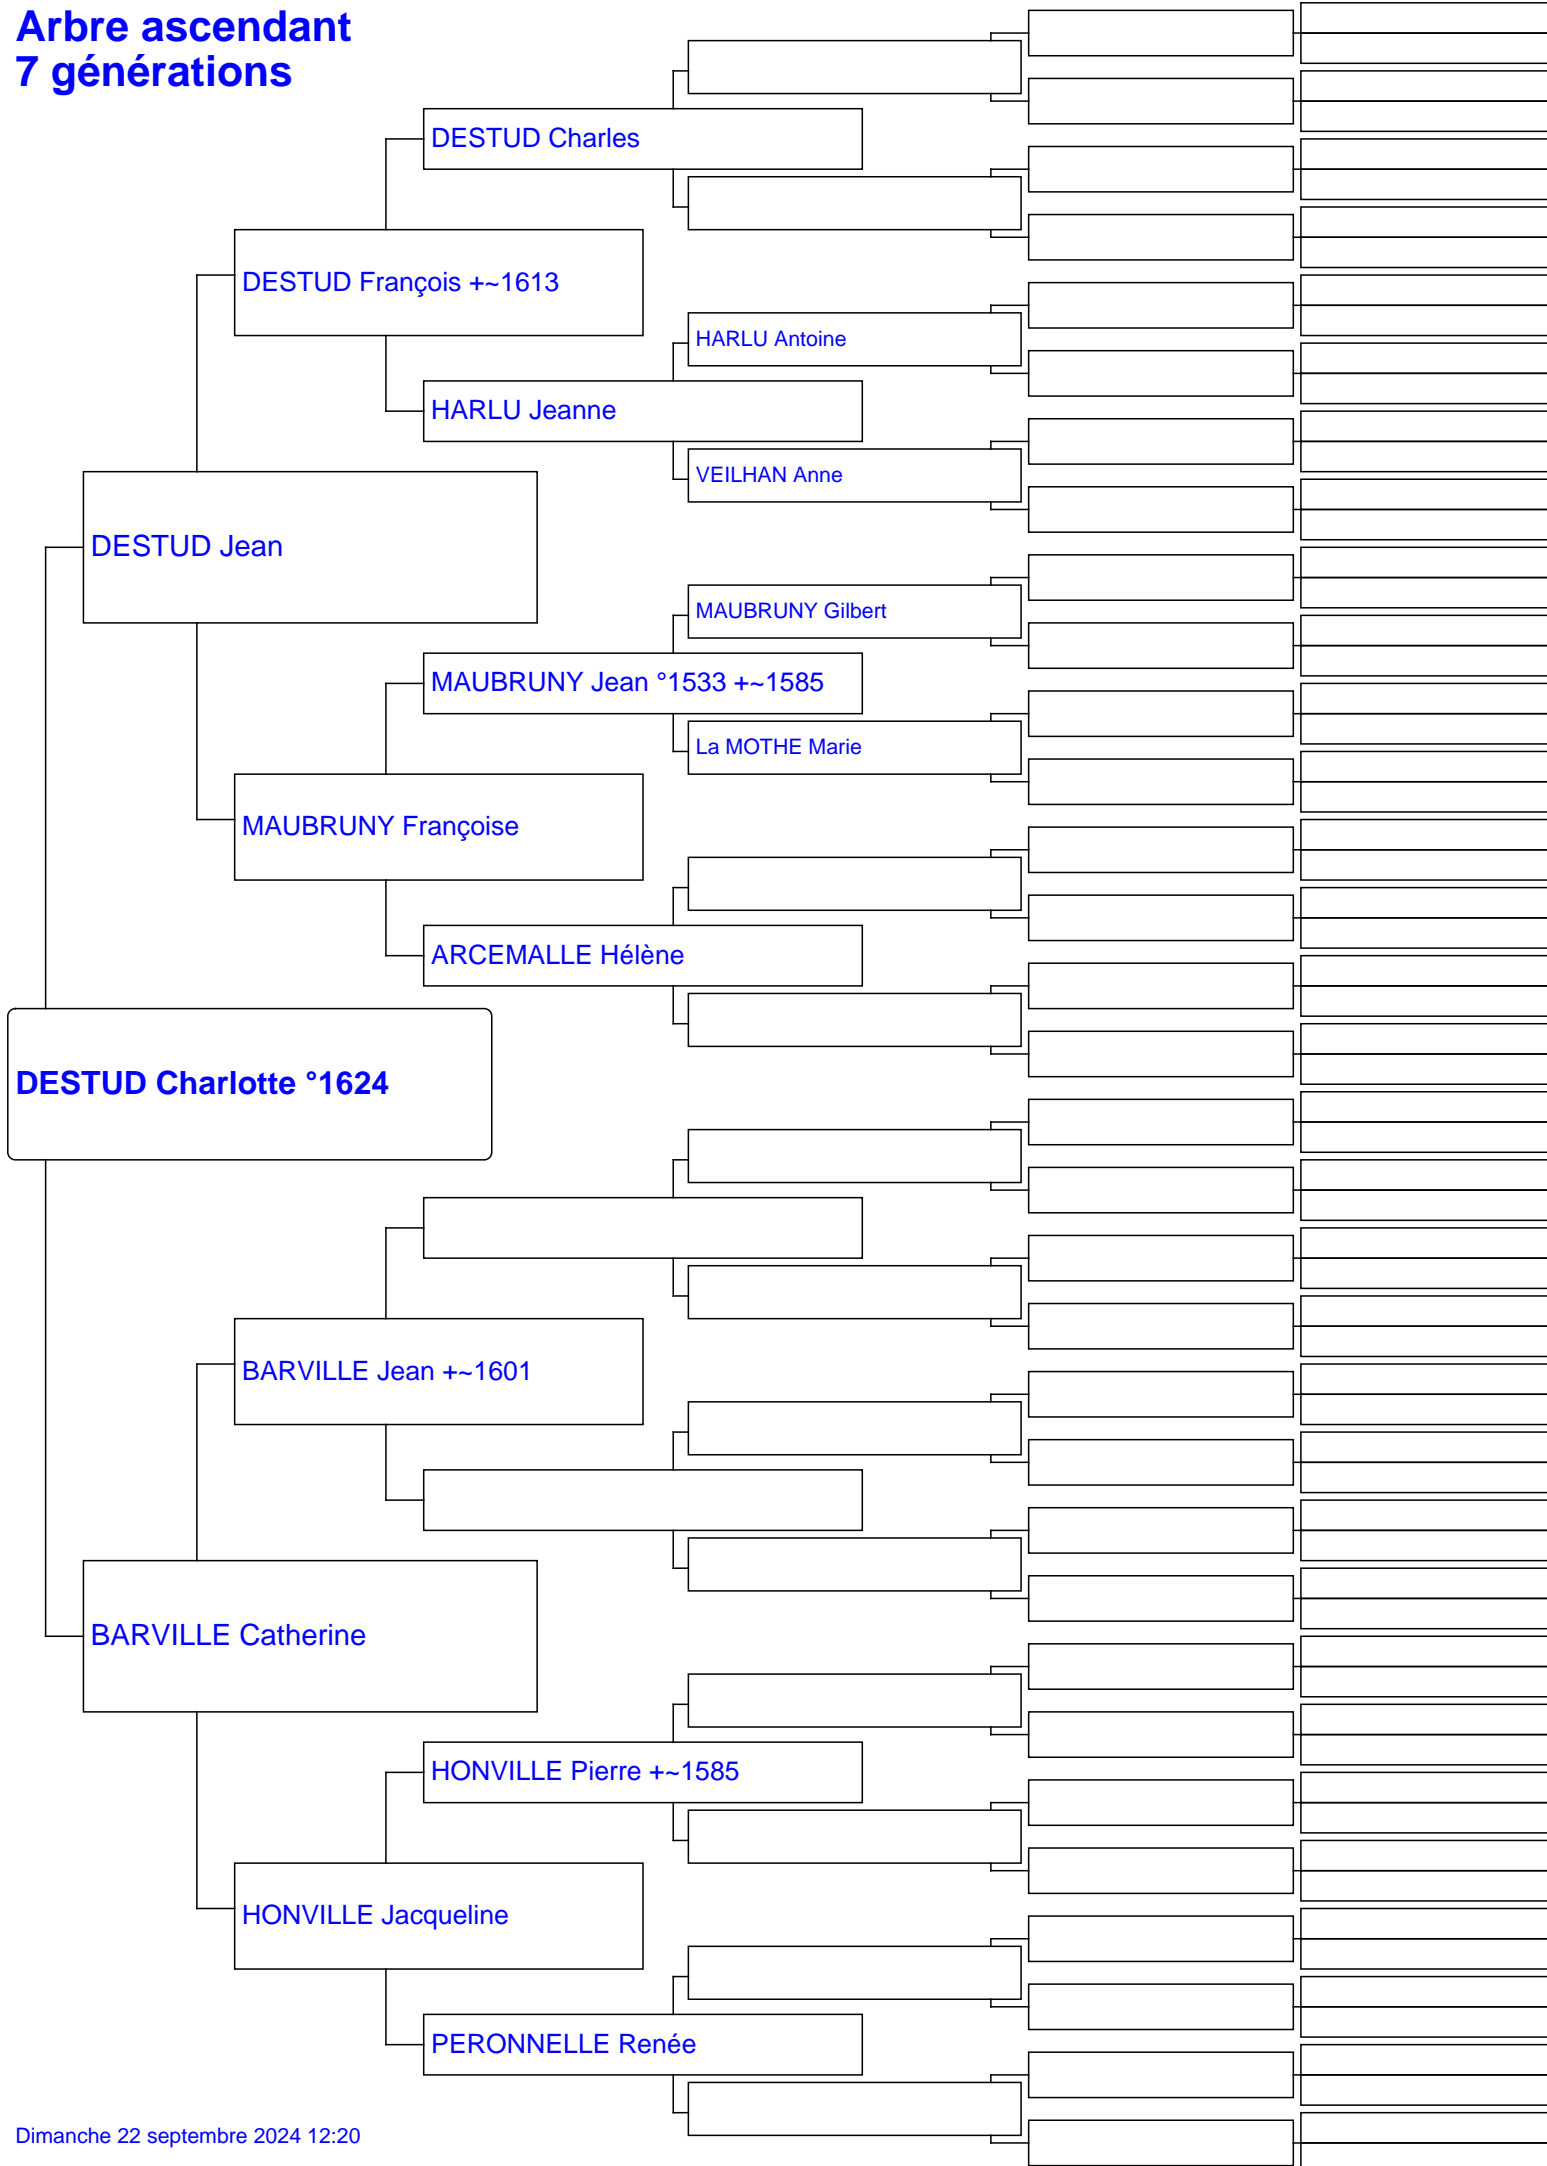 Arbre ascendant
7 générations
DESTUD Charles
DESTUD François +~1613
HARLU Antoine
HARLU Jeanne
VEILHAN Anne
DESTUD Jean
MAUBRUNY Gilbert
MAUBRUNY Jean °1533 +~1585
La MOTHE Marie
MAUBRUNY Françoise
ARCEMALLE Hélène
DESTUD Charlotte °1624
BARVILLE Jean +~1601
BARVILLE Catherine
HONVILLE Pierre +~1585
HONVILLE Jacqueline
PERONNELLE Renée
Dimanche 22 septembre 2024 12:20